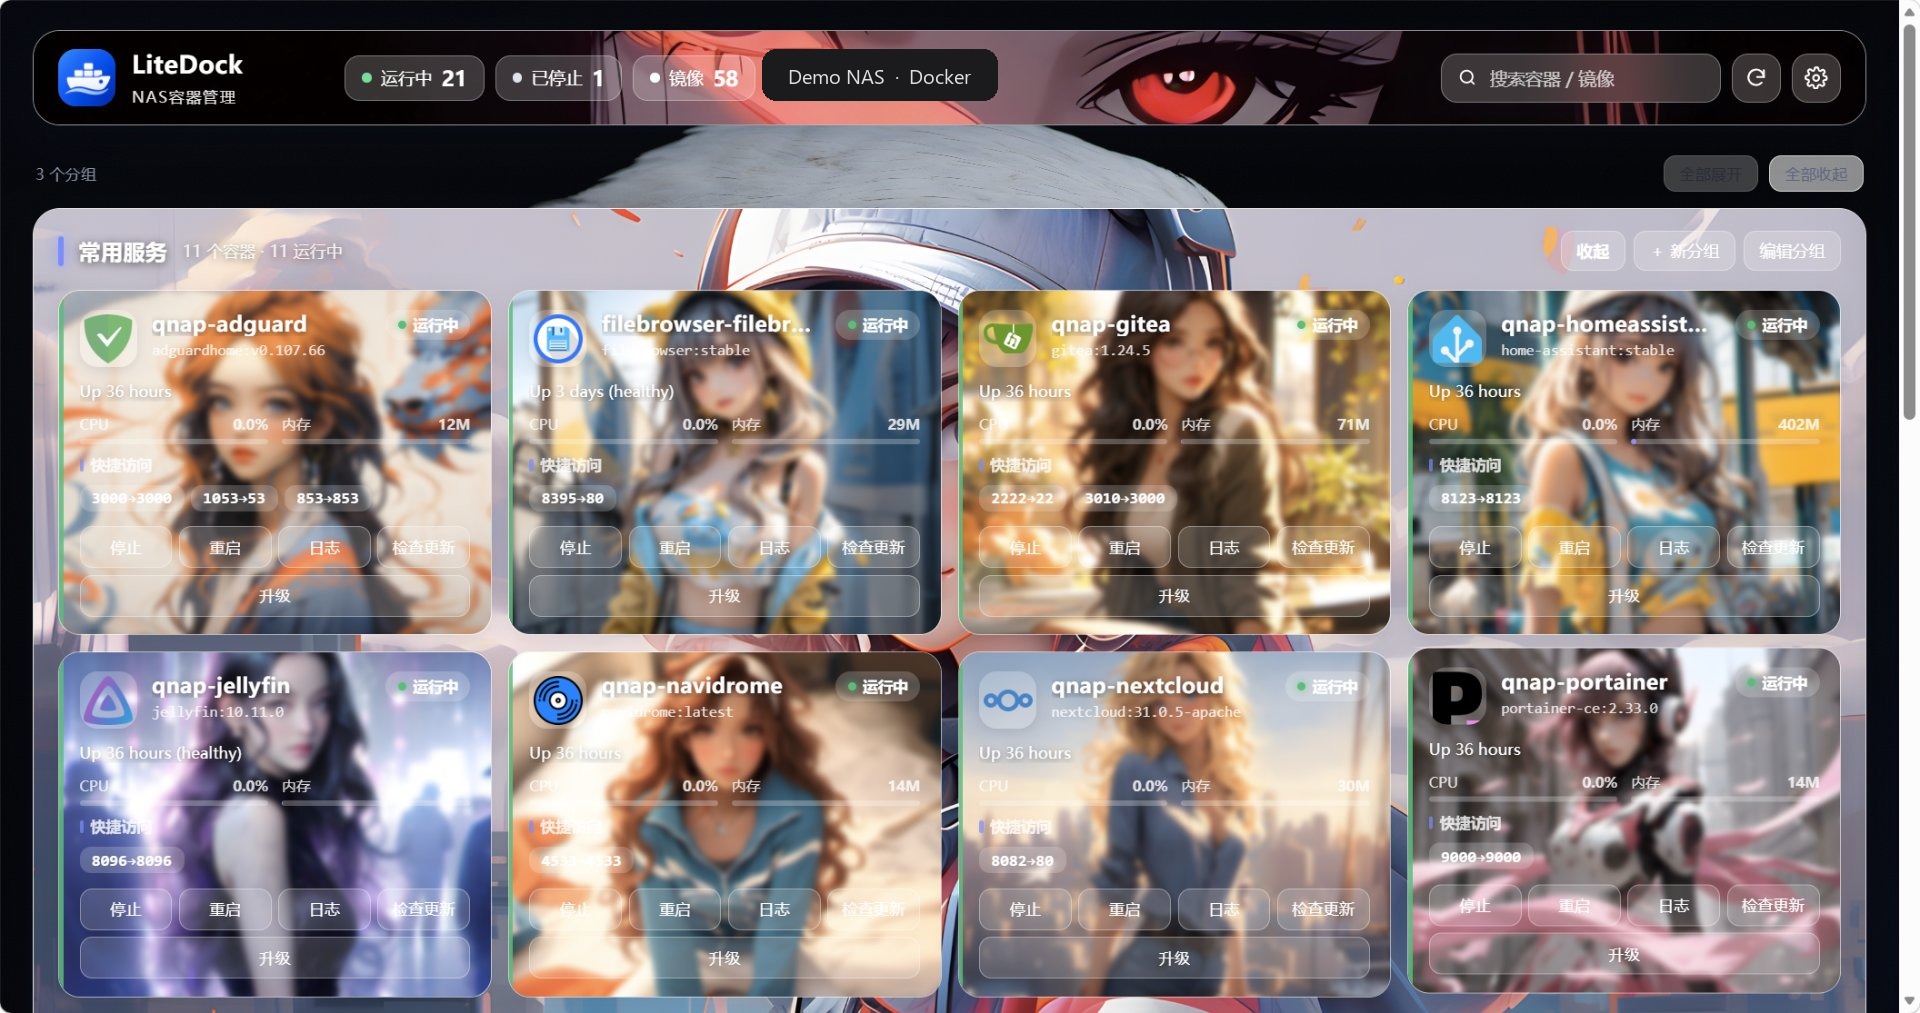 LiteDock
NAS容器管理
运行中 21
已停止 1
镜像 58
Demo NAS · Docker
搜索容器 / 镜像
3 个分组
全部展开
全部收起
常用服务 11 个容器 · 11 运行中
收起
+ 新分组
编辑分组
qnap-adguard
运行中
adguardhome:v0.107.66
Up 36 hours
CPU 0.0% 内存 12M
快捷访问
3000→3000 1053→53 853→853
停止 重启 日志 检查更新
升级
filebrowser-filebr...
运行中
filebrowser:stable
Up 3 days (healthy)
CPU 0.0% 内存 29M
快捷访问
8395→80
停止 重启 日志 检查更新
升级
qnap-gitea
运行中
gitea:1.24.5
Up 36 hours
CPU 0.0% 内存 71M
快捷访问
2222→22 3010→3000
停止 重启 日志 检查更新
升级
qnap-homeassist...
运行中
home-assistant:stable
Up 36 hours
CPU 0.0% 内存 402M
快捷访问
8123→8123
停止 重启 日志 检查更新
升级
qnap-jellyfin
运行中
jellyfin:10.11.0
Up 36 hours (healthy)
CPU 0.0% 内存
快捷访问
8096→8096
停止 重启 日志 检查更新
升级
qnap-navidrome
运行中
navidrome:latest
Up 36 hours
CPU 0.0% 内存 14M
快捷访问
4533→4533
停止 重启 日志 检查更新
升级
qnap-nextcloud
运行中
nextcloud:31.0.5-apache
Up 36 hours
CPU 0.0% 内存 30M
快捷访问
8082→80
停止 重启 日志 检查更新
升级
qnap-portainer
运行中
portainer-ce:2.33.0
Up 36 hours
CPU 0.0% 内存 14M
快捷访问
9000→9000
停止 重启 日志 检查更新
升级